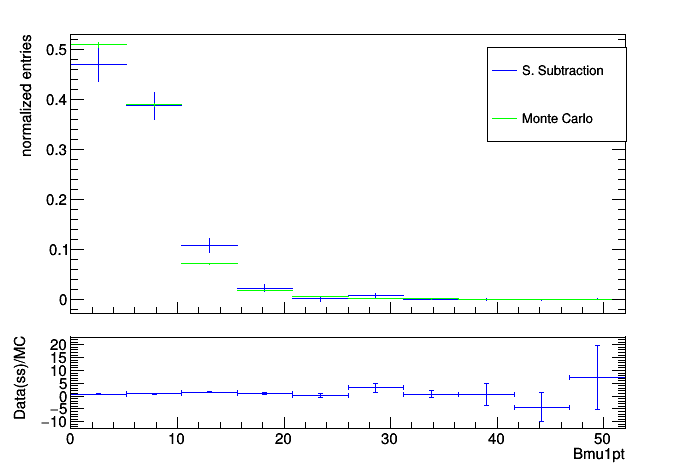 normalized entries
0.5
0.4
0.3
0.2
0.1
0
S. Subtraction
Monte Carlo
Data(ss)/MC
20
15
10
5
0
−5
−10
0 10 20 30 40 50
Bmu1pt